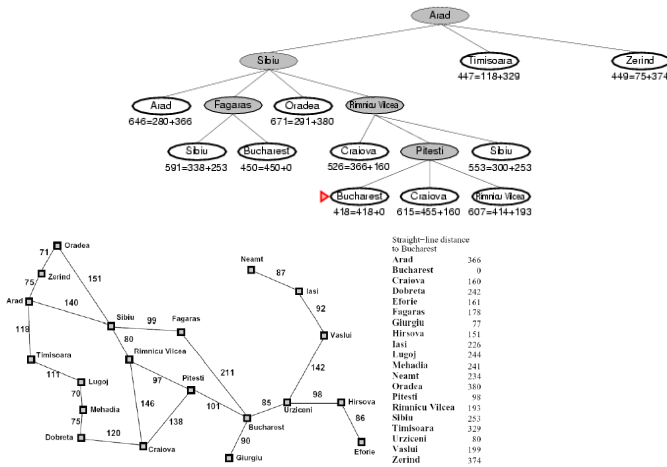 Arad
Sibiu
Timisoara
Zerind
447=118+329
449=75+374
Arad
Fagaras
Oradea
Rimnicu Vilcea
646=280+366
671=291+380
Sibiu
Bucharest
Craiova
Pitesti
Sibiu
591=338+253
450=450+0
526=366+160
553=300+253
Bucharest
Craiova
Rimnicu Vilcea
418=418+0
615=455+160
607=414+193
Oradea
71
Zerind
75
151
Arad
140
118
Sibiu
99
Fagaras
80
Rimnicu Vilcea
Timisoara
111
Lugoj
70
Mehadia
75
Dobreta
120
Craiova
146
97
Pitesti
138
101
211
Bucharest
90
Giurgiu
85
Urziceni
98
Hirsova
86
Eforie
142
Vaslui
92
Iasi
87
Neamt
Straight-line distance
to Bucharest
Arad 366
Bucharest 0
Craiova 160
Dobreta 242
Eforie 161
Fagaras 178
Giurgiu 77
Hirsova 151
Iasi 226
Lugoj 244
Mehadia 241
Neamt 234
Oradea 380
Pitesti 98
Rimnicu Vilcea 193
Sibiu 253
Timisoara 329
Urziceni 80
Vaslui 199
Zerind 374